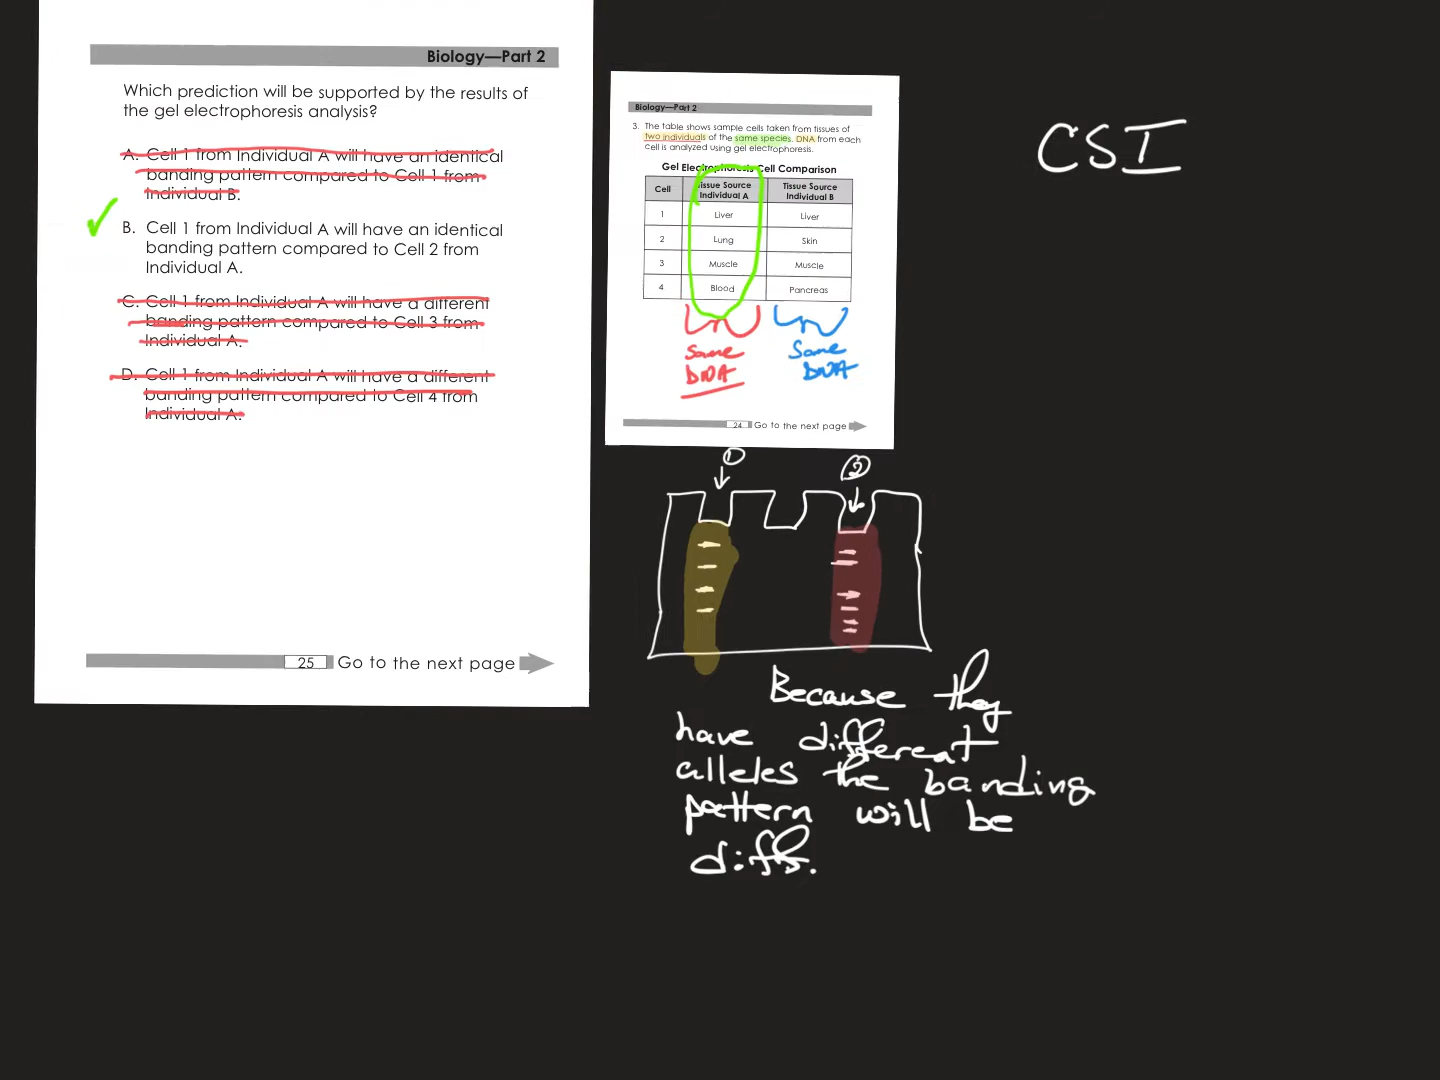 Biology—Part 2
Which prediction will be supported by the results of
the gel electrophoresis analysis?
A. Cell 1 from Individual A will have an identical
banding pattern compared to Cell 1 from
Individual B.
B. Cell 1 from Individual A will have an identical
banding pattern compared to Cell 2 from
Individual A.
C. Cell 1 from Individual A will have a different
banding pattern compared to Cell 3 from
Individual A.
D. Cell 1 from Individual A will have a different
banding pattern compared to Cell 4 from
Individual A.
25 Go to the next page
Biology—Part 2
3. The table shows sample cells taken from tissues of
two individuals of the same species. DNA from each
cell is analyzed using gel electrophoresis.
Gel Electrophoresis Cell Comparison
Cell Tissue Source Individual A Tissue Source Individual B
1 Liver Liver
2 Lung Skin
3 Muscle Muscle
4 Blood Pancreas
Same DNA
Same DNA
24 Go to the next page
CSI
1 2
Because they
have different
alleles the banding
pattern will be
diff.